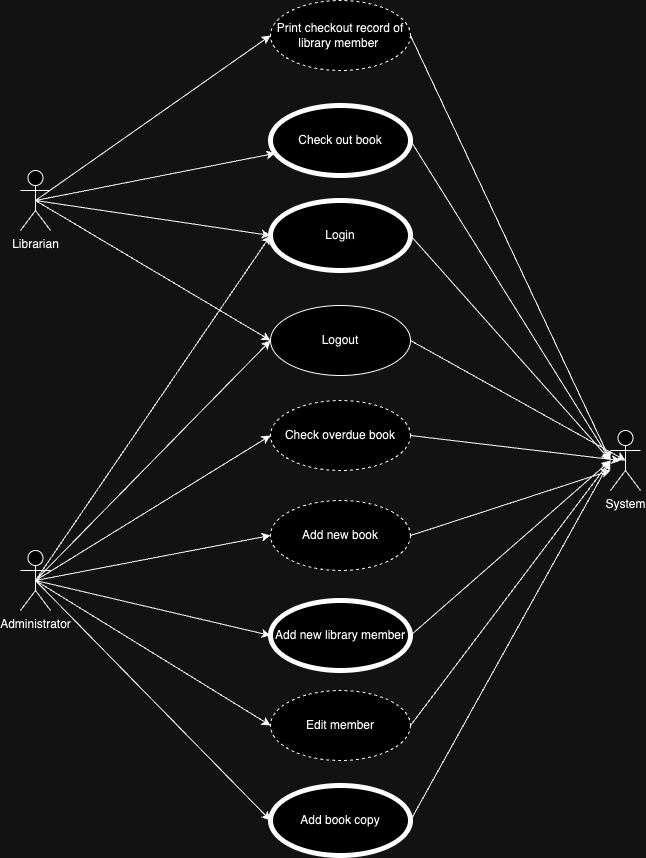 Print checkout record of
library member
Check out book
Librarian
Login
Logout
Check overdue book
System
Add new book
Administrator
Add new library member
Edit member
Add book copy